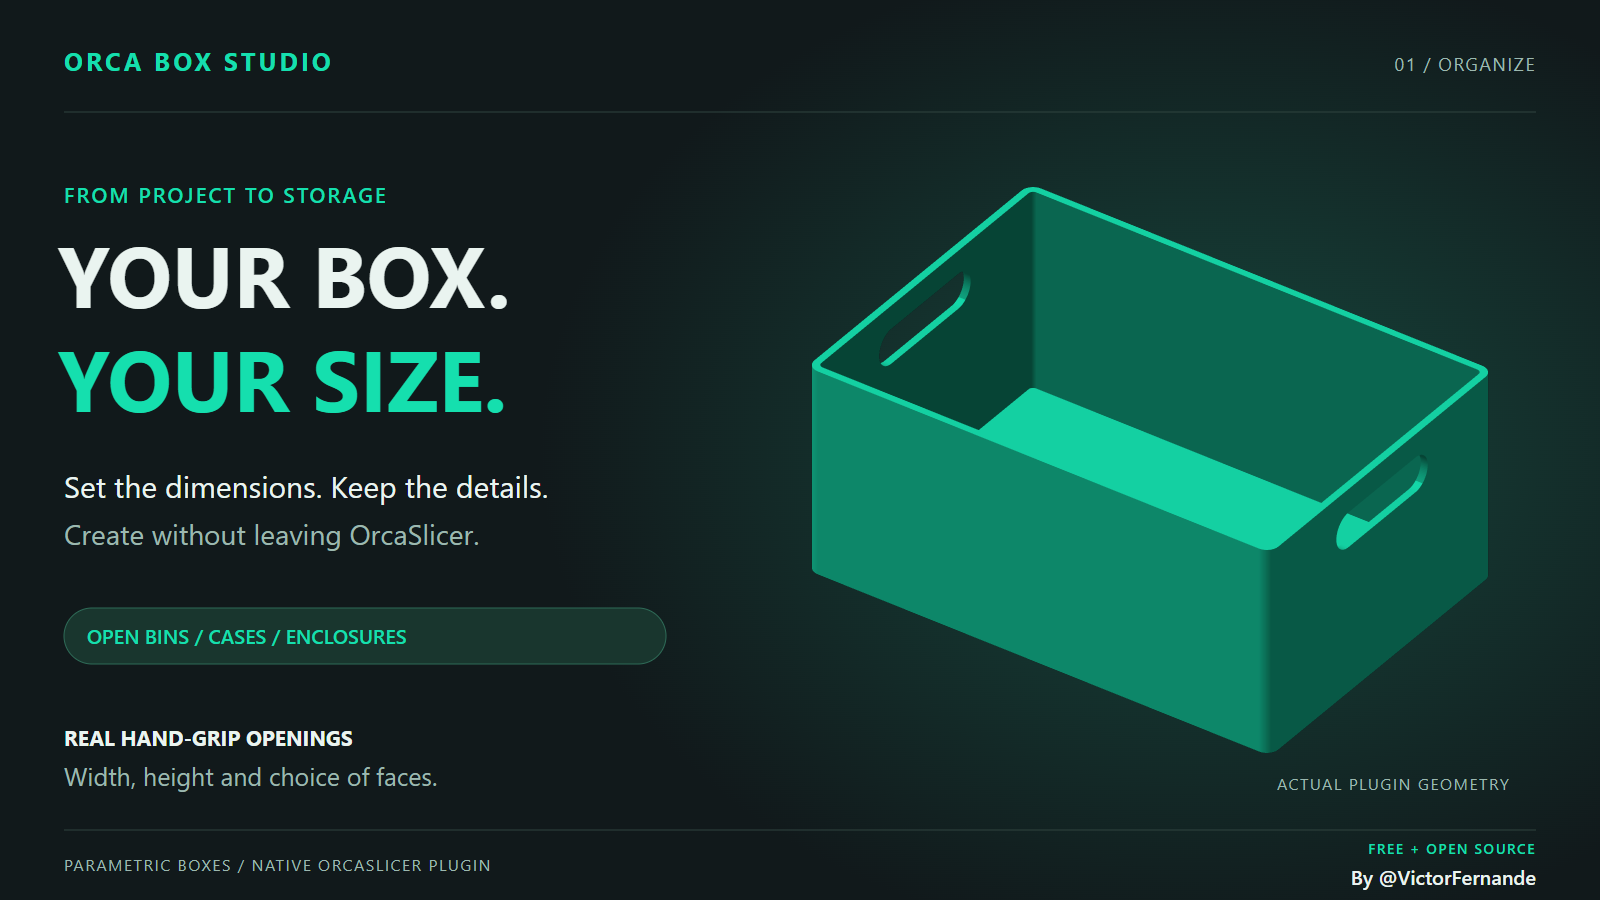 ORCA BOX STUDIO
01 / ORGANIZE
FROM PROJECT TO STORAGE
YOUR BOX.
YOUR SIZE.
Set the dimensions. Keep the details.
Create without leaving OrcaSlicer.
OPEN BINS / CASES / ENCLOSURES
REAL HAND-GRIP OPENINGS
Width, height and choice of faces.
ACTUAL PLUGIN GEOMETRY
PARAMETRIC BOXES / NATIVE ORCASLICER PLUGIN
FREE + OPEN SOURCE
By @VictorFernande